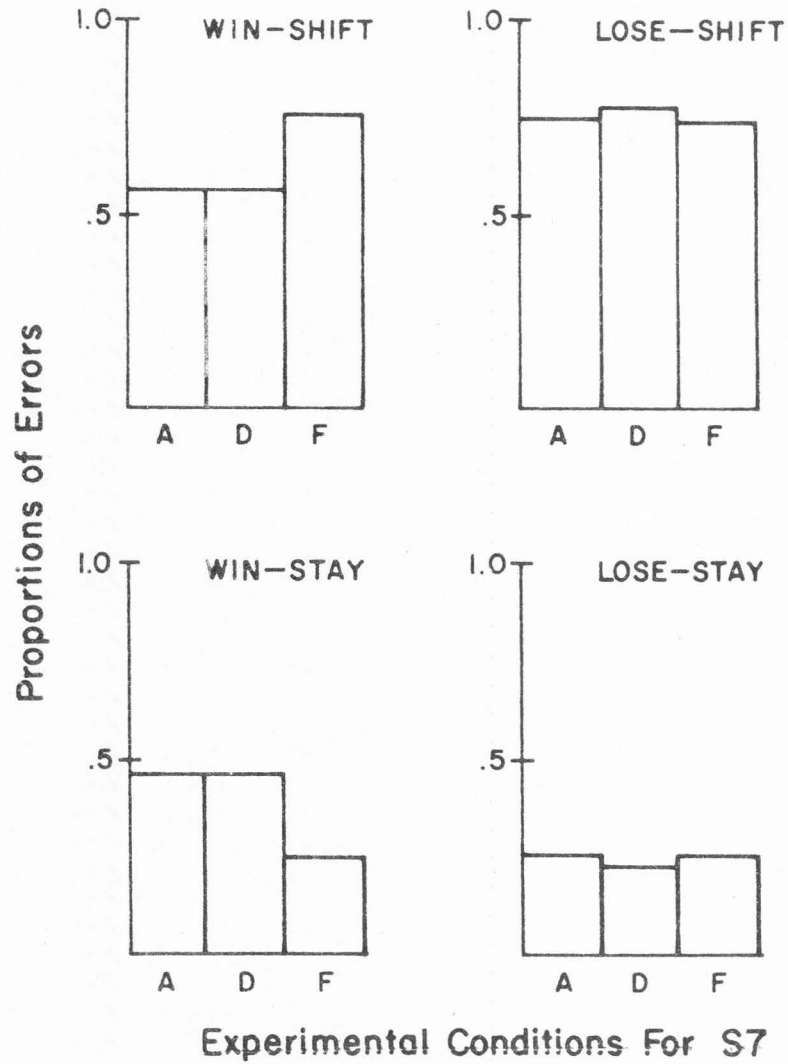 WIN-SHIFT
1.0
.5
A D F
LOSE-SHIFT
1.0
.5
A D F
Proportions of Errors
WIN-STAY
1.0
.5
A D F
LOSE-STAY
1.0
.5
A D F
Experimental Conditions For S7